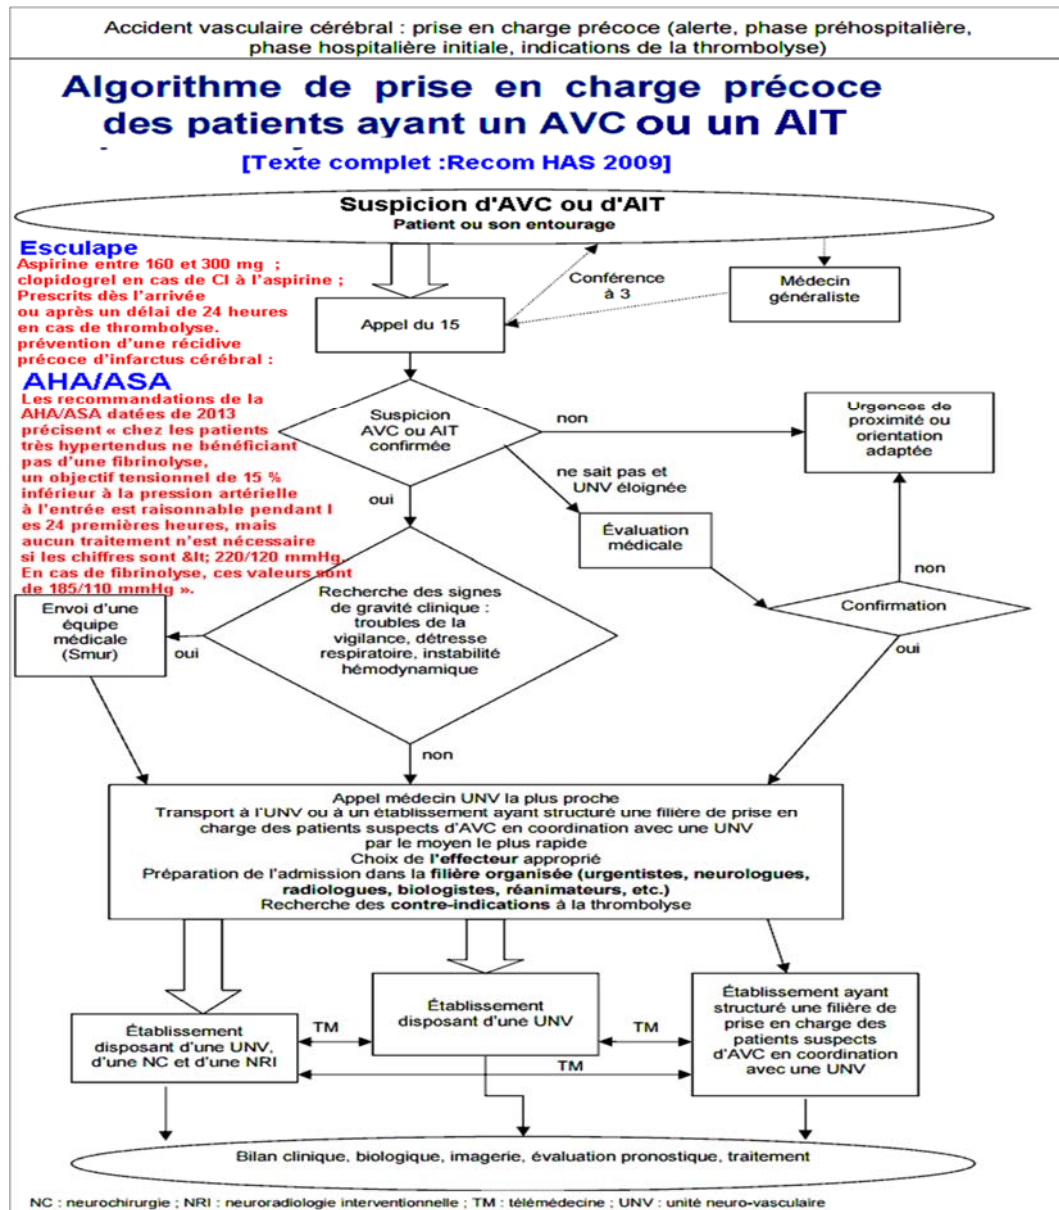 Accident vasculaire cérébral : prise en charge précoce (alerte, phase préhospitalière,
phase hospitalière initiale, indications de la thrombolyse)
Algorithme de prise en charge précoce
des patients ayant un AVC ou un AIT
[Texte complet :Recom HAS 2009]
Suspicion d'AVC ou d'AIT
Patient ou son entourage
Esculape
Aspirine entre 160 et 300 mg ;
clopidogrel en cas de CI à l'aspirine ;
Prescrits dès l'arrivée
ou après un délai de 24 heures
en cas de thrombolyse.
prévention d'une récidive
précoce d'infarctus cérébral :
Conférence
à 3
Médecin
généraliste
Appel du 15
AHA/ASA
Les recommandations de la
AHA/ASA datées de 2013
précisent « chez les patients
très hypertendus ne bénéficiant
pas d'une fibrinolyse,
un objectif tensionnel de 15 %
inférieur à la pression artérielle
à l'entrée est raisonnable pendant l
es 24 premières heures, mais
aucun traitement n'est nécessaire
si les chiffres sont &lt; 220/120 mmHg.
En cas de fibrinolyse, ces valeurs sont
de 185/110 mmHg ».
Suspicion
AVC ou AIT
confirmée
non
Urgences de
proximité ou
orientation
adaptée
ne sait pas et
UNV éloignée
oui
Évaluation
médicale
non
Confirmation
oui
Recherche des signes
de gravité clinique :
troubles de la
vigilance, détresse
respiratoire, instabilité
hémodynamique
Envoi d'une
équipe
médicale
(Smur)
oui
non
Appel médecin UNV la plus proche
Transport à l'UNV ou à un établissement ayant structuré une filière de prise en
charge des patients suspects d'AVC en coordination avec une UNV
par le moyen le plus rapide
Choix de l'effecteur approprié
Préparation de l'admission dans la filière organisée (urgentistes, neurologues,
radiologues, biologistes, réanimateurs, etc.)
Recherche des contre-indications à la thrombolyse
Établissement
disposant d'une UNV,
d'une NC et d'une NRI
TM
Établissement
disposant d'une UNV
TM
Établissement ayant
structuré une filière de
prise en charge des
patients suspects
d'AVC en coordination
avec une UNV
TM
Bilan clinique, biologique, imagerie, évaluation pronostique, traitement
NC : neurochirurgie ; NRI : neuroradiologie interventionnelle ; TM : télémédecine ; UNV : unité neuro-vasculaire